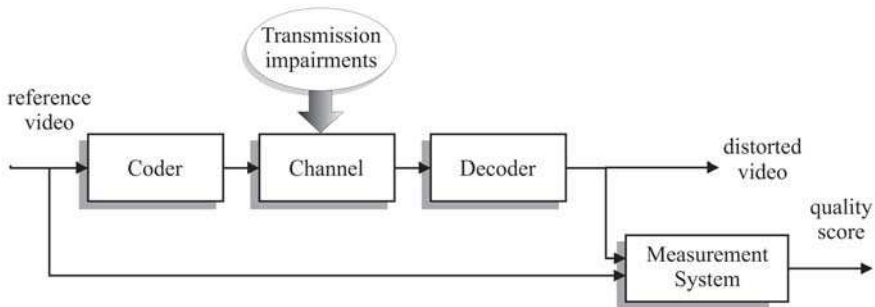 Transmission
impairments
reference
video
Coder
Channel
Decoder
distorted
video
quality
score
Measurement
System